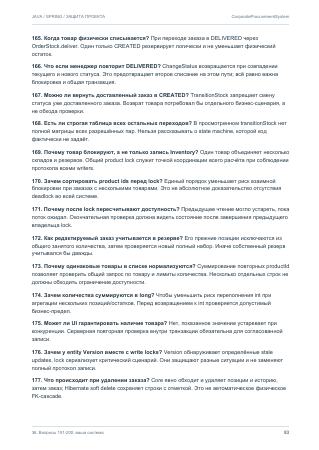 JAVA / SPRING / ЗАЩИТА ПРОЕКТА
CorporateProcurementSystem
165. Когда товар физически списывается? При переходе заказа в DELIVERED через
OrderStock.deliver. Один только CREATED резервирует логически и не уменьшает физический
остаток.
166. Что если менеджер повторит DELIVERED? ChangeStatus возвращается при совпадении
текущего и нового статуса. Это предотвращает второе списание на этом пути; всё равно важна
блокировка и общая транзакция.
167. Можно ли вернуть доставленный заказ в CREATED? TransitionStock запрещает смену
статуса уже доставленного заказа. Возврат товара потребовал бы отдельного бизнес-сценария, а
не обхода проверки.
168. Есть ли строгая таблица всех остальных переходов? В просмотренном transitionStock нет
полной матрицы всех разрешённых пар. Нельзя рассказывать о state machine, которой код
фактически не задаёт.
169. Почему товар блокируют, а не только запись Inventory? Один товар объединяет несколько
складов и резервов. Общий product lock служит точкой координации всего расчёта при соблюдении
протокола всеми writers.
170. Зачем сортировать product ids перед lock? Единый порядок уменьшает риск взаимной
блокировки при заказах с несколькими товарами. Это не абсолютное доказательство отсутствия
deadlock во всей системе.
171. Почему после lock пересчитывают доступность? Предыдущее чтение могло устареть, пока
поток ожидал. Окончательная проверка должна видеть состояние после завершения предыдущего
владельца lock.
172. Как редактируемый заказ учитывается в резерве? Его прежние позиции исключаются из
общего занятого количества, затем проверяется новый полный набор. Иначе собственный резерв
учитывался бы дважды.
173. Почему одинаковые товары в списке нормализуются? Суммирование повторных productId
позволяет проверить общий запрос по товару и лимиты количества. Несколько отдельных строк не
должны обходить ограничение доступности.
174. Зачем количества суммируются в long? Чтобы уменьшить риск переполнения int при
агрегации нескольких позиций/остатков. Перед возвращением к int проверяется допустимый
бизнес-предел.
175. Может ли UI гарантировать наличие товара? Нет, показанное значение устаревает при
конкуренции. Серверная повторная проверка внутри транзакции обязательна для согласованной
записи.
176. Зачем у entity Version вместе с write locks? Version обнаруживает определённые stale
updates, lock сериализует критический сценарий. Они защищают разные ситуации и не заменяют
полный протокол записи.
177. Что происходит при удалении заказа? Core явно обходит и удаляет позиции и историю,
затем заказ; Hibernate soft delete сохраняет строки с отметкой. Это не автоматическое физическое
FK-cascade.
36. Вопросы 151-200: ваша система
93